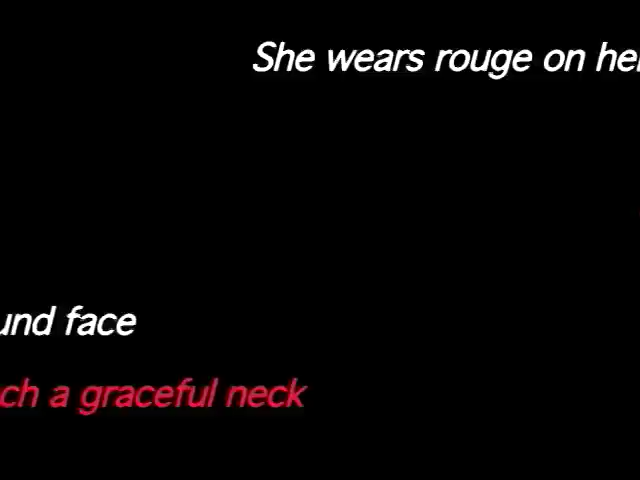 She wears rouge on her
und face
ch a graceful neck